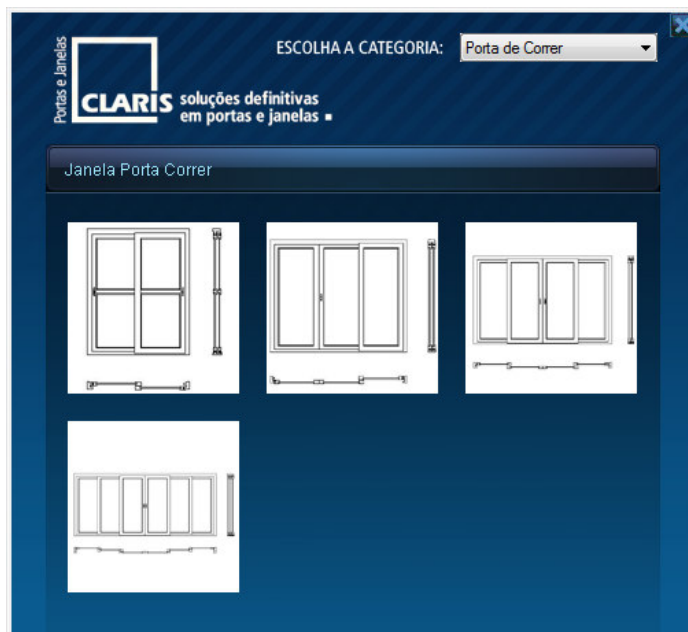 ESCOLHA A CATEGORIA:
Porta de Correr
Portas e Janelas
CLARIS
soluções definitivas
em portas e janelas
Janela Porta Correr